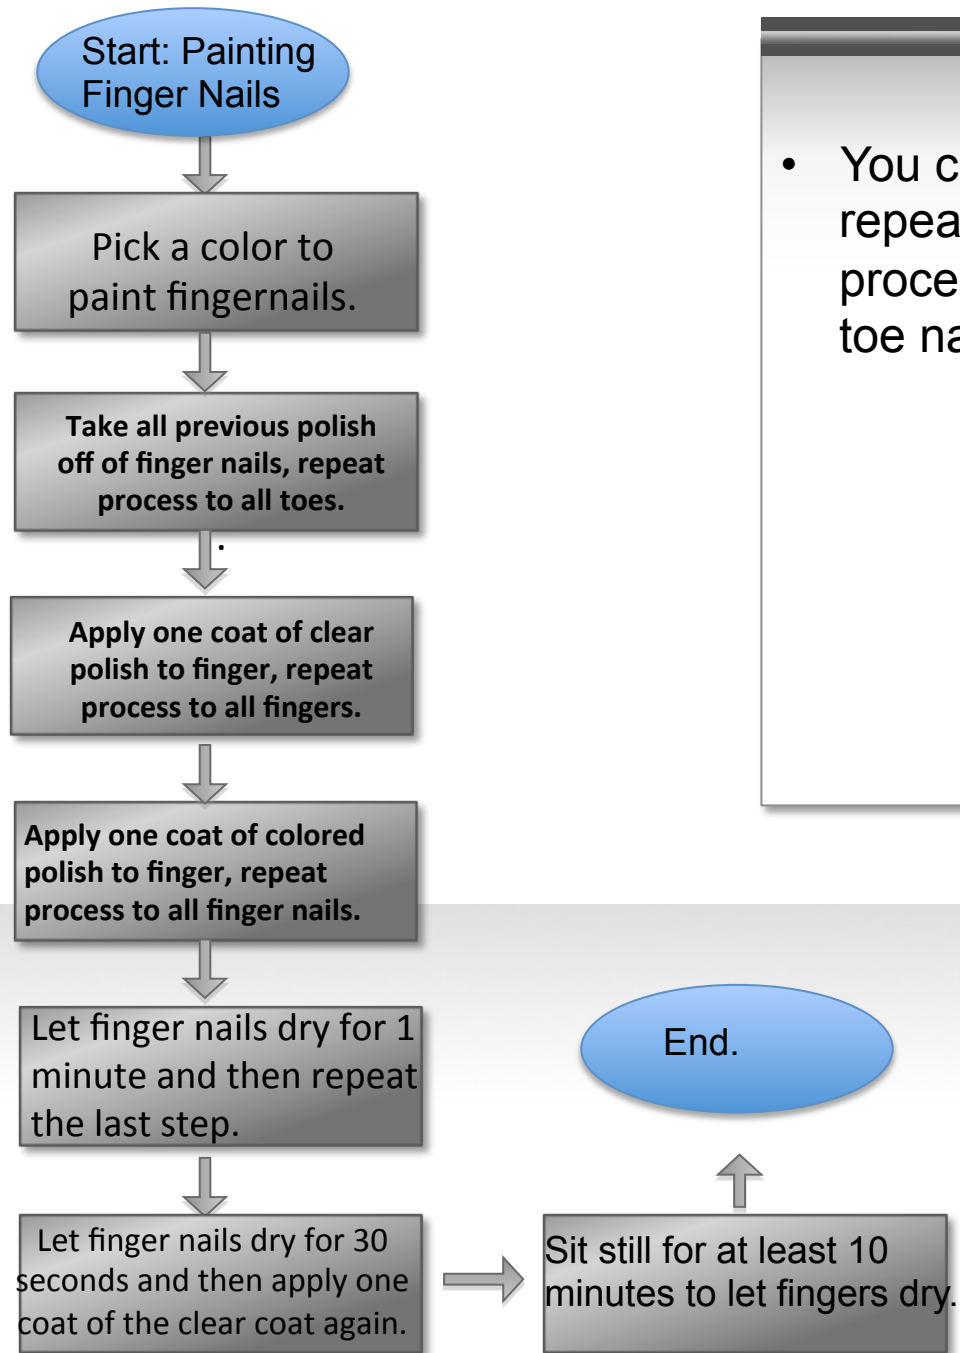 Start: Painting
Finger Nails
Pick a color to
paint fingernails.
Take all previous polish
off of finger nails, repeat
process to all toes.
.
Apply one coat of clear
polish to finger, repeat
process to all fingers.
Apply one coat of colored
polish to finger, repeat
process to all finger nails.
Let finger nails dry for 1
minute and then repeat
the last step.
Let finger nails dry for 30
seconds and then apply one
coat of the clear coat again.
Sit still for at least 10
minutes to let fingers dry.
End.
• You
toe